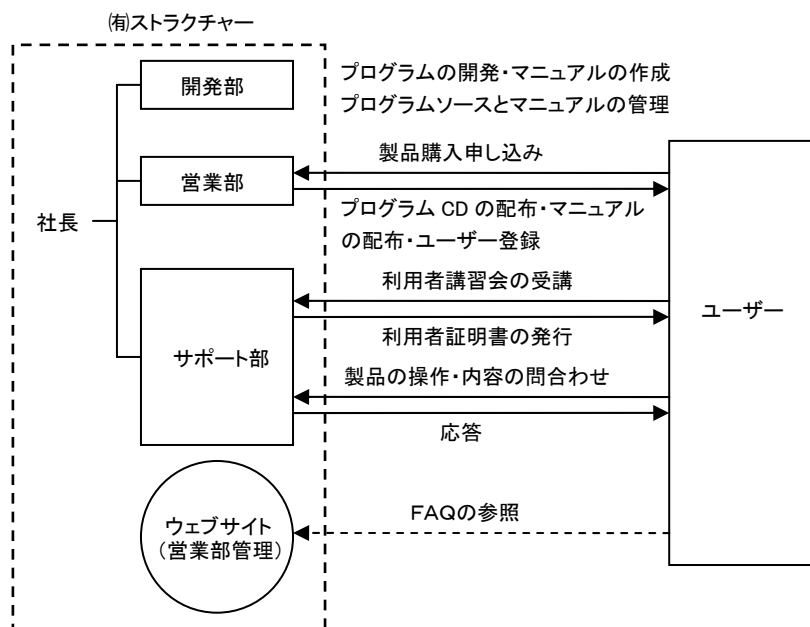 ㈲ストラクチャー
開発部
プログラムの開発・マニュアルの作成
プログラムソースとマニュアルの管理
製品購入申し込み
営業部
プログラム CD の配布・マニュアル
の配布・ユーザー登録
社長
利用者講習会の受講
ユーザー
利用者証明書の発行
サポート部
製品の操作・内容の問合わせ
応答
FAQの参照
ウェブサイト
（営業部管理）